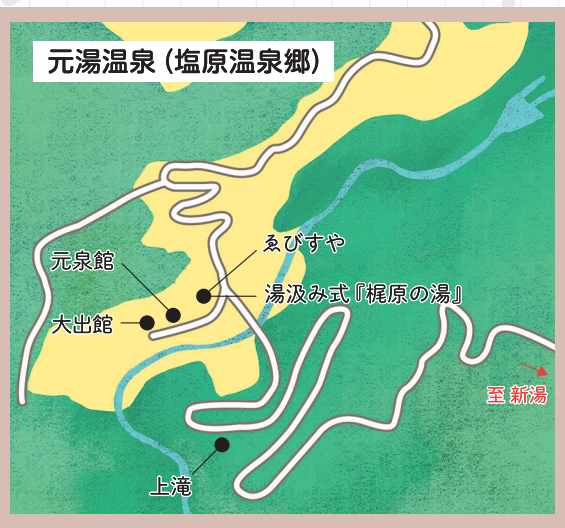 元湯温泉(塩原温泉郷)
ゑびすや
元泉館
湯汲み式『梶原の湯』
大出館
至 新湯
上滝